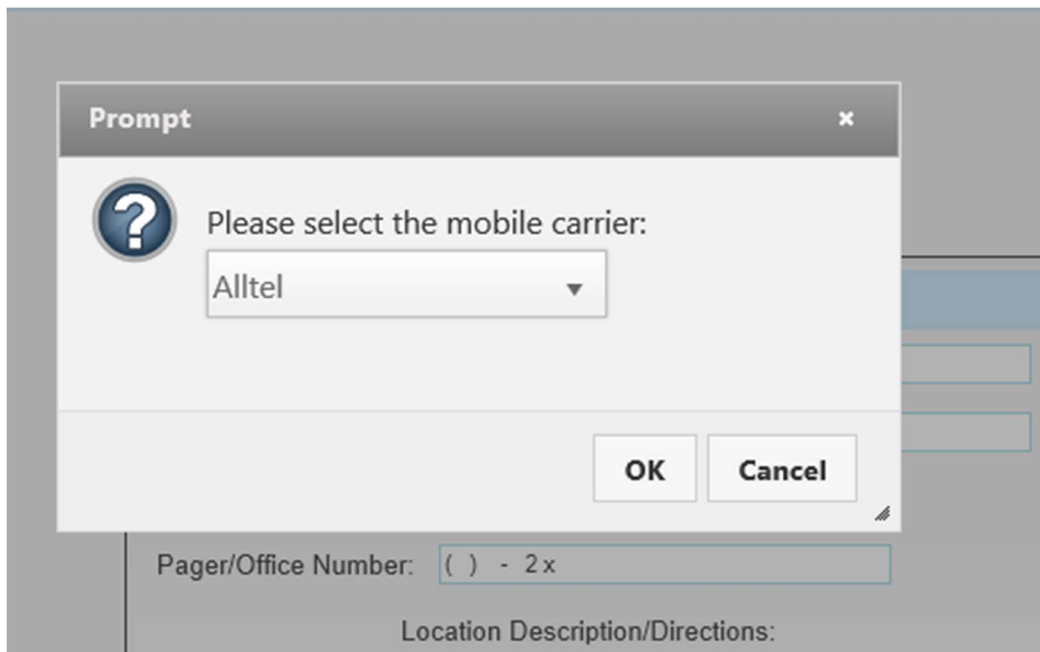 Prompt
Please select the mobile carrier:
Alltel
OK Cancel
Pager/Office Number: ( ) - 2x
Location Description/Directions: